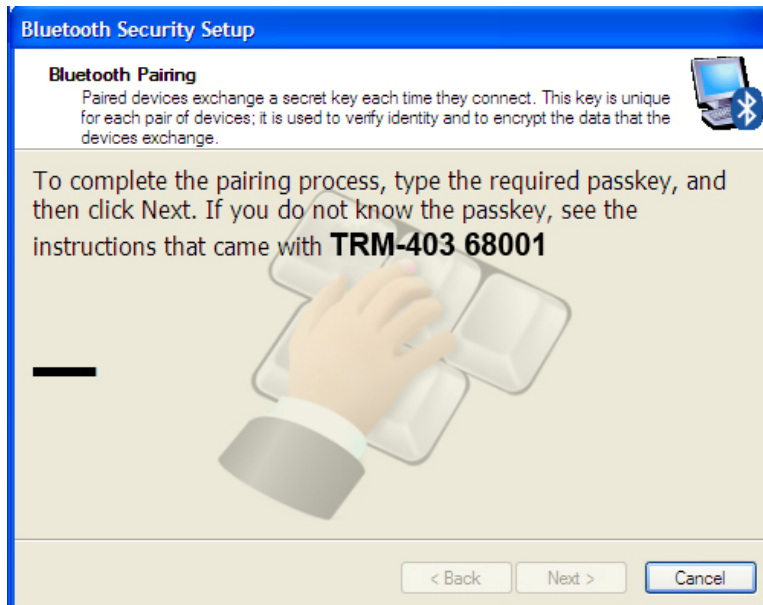 Bluetooth Security Setup
Bluetooth Pairing
Paired devices exchange a secret key each time they connect. This key is unique
for each pair of devices; it is used to verify identity and to encrypt the data that the
devices exchange.
To complete the pairing process, type the required passkey, and
then click Next. If you do not know the passkey, see the
instructions that came with TRM-403 68001
< Back Next > Cancel